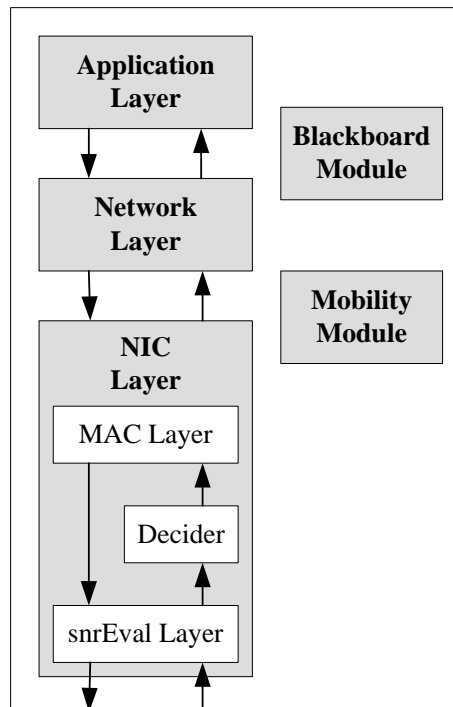 Application
Layer
Blackboard
Module
Network
Layer
Mobility
Module
NIC
Layer
MAC Layer
Decider
snrEval Layer